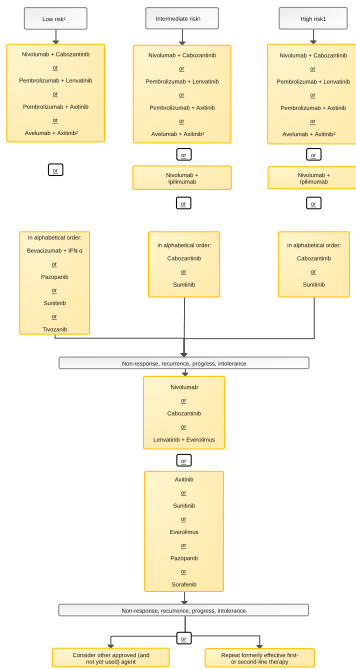 Low risk¹
Intermediate risk¹
High risk1
Nivolumab + Cabozantinib
or
Pembrolizumab + Lenvatinib
or
Pembrolizumab + Axitinib
or
Avelumab + Axitinib²
or
Nivolumab + Cabozantinib
or
Pembrolizumab + Lenvatinib
or
Pembrolizumab + Axitinib
or
Avelumab + Axitinib²
or
Nivolumab +
Ipilimumab
or
Nivolumab + Cabozantinib
or
Pembrolizumab + Lenvatinib
or
Pembrolizumab + Axitinib
or
Avelumab + Axitinib²
or
Nivolumab +
Ipilimumab
or
in alphabetical order:
Bevacizumab + IFN α
or
Pazopanib
or
Sunitinib
or
Tivozanib
in alphabetical order:
Cabozantinib
or
Sunitinib
in alphabetical order:
Cabozantinib
or
Sunitinib
Non-response, recurrence, progress, intolerance
Nivolumab
or
Cabozantinib
or
Lenvatinib + Everolimus
or
Axitinib
or
Sunitinib
or
Everolimus
or
Pazopanib
or
Sorafenib
Non-response, recurrence, progress, intolerance
or
Consider other approved (and
not yet used) agent
Repeat formerly effective first-
or second-line therapy